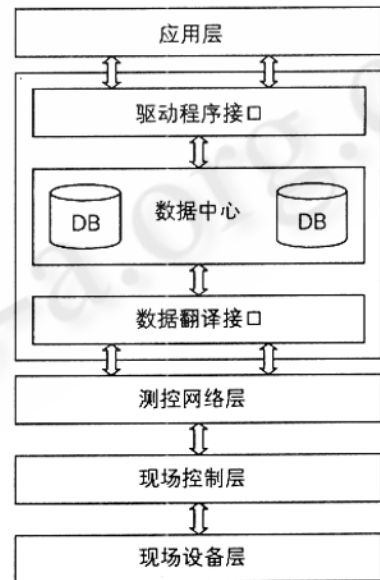 应用层
驱动程序接口
DB
数据中心
DB
数据翻译接口
测控网络层
现场控制层
现场设备层